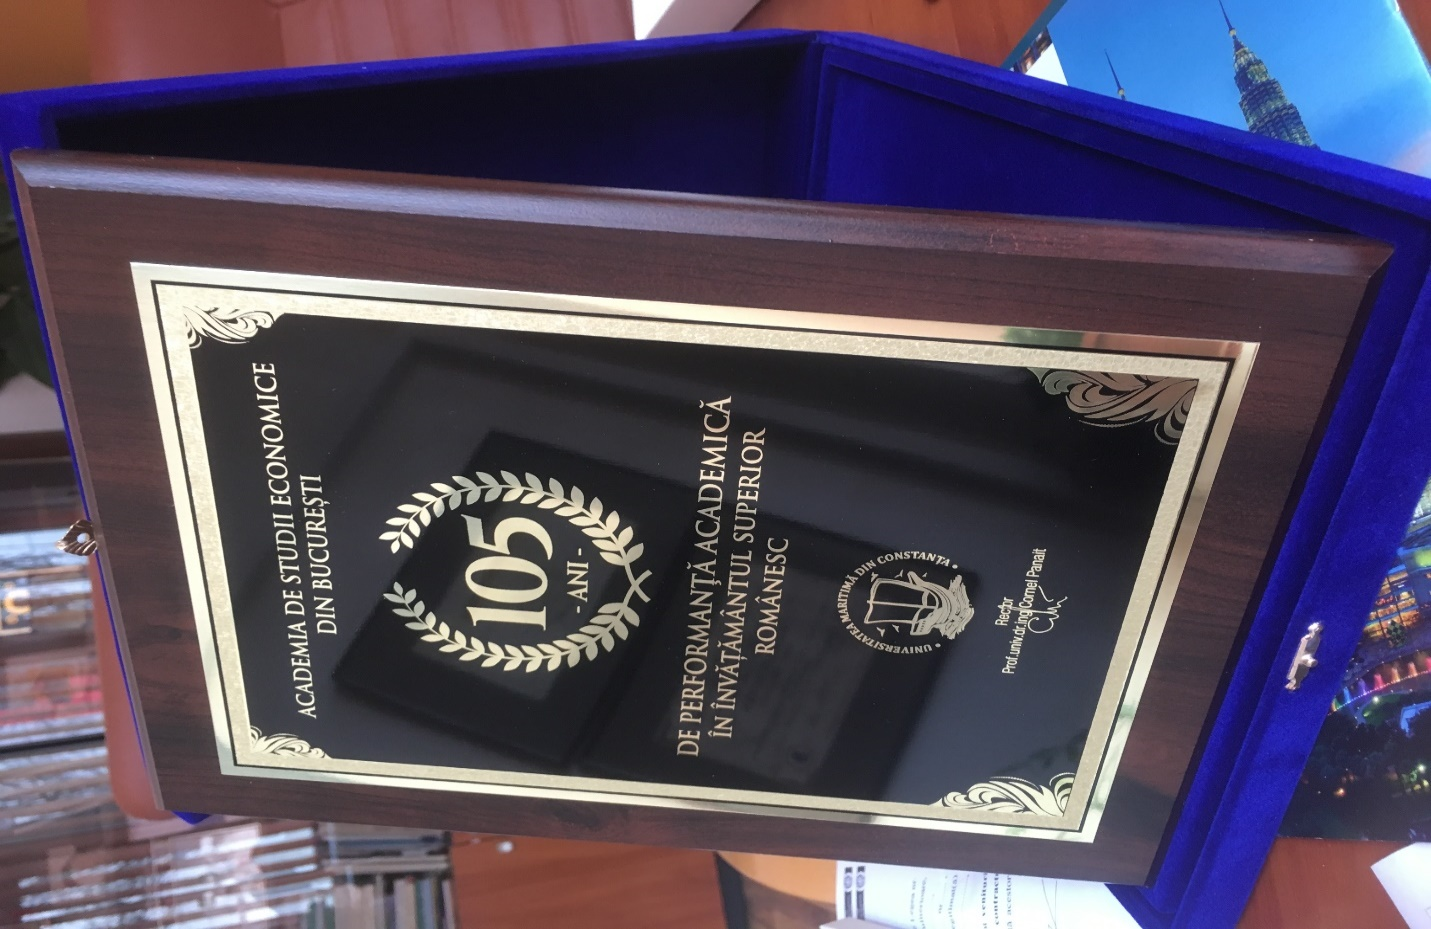 ACADEMIA DE STUDII ECONOMICE
DIN BUCUREȘTI
105
- ANI -
DE PERFORMANȚĂ ACADEMICĂ
ÎN ÎNVĂȚĂMÂNTUL SUPERIOR
ROMÂNESC
• UNIVERSITATEA MARITIMĂ DIN CONSTANȚA •
Rector
Prof.univ.dr.ing.Cornel Panait